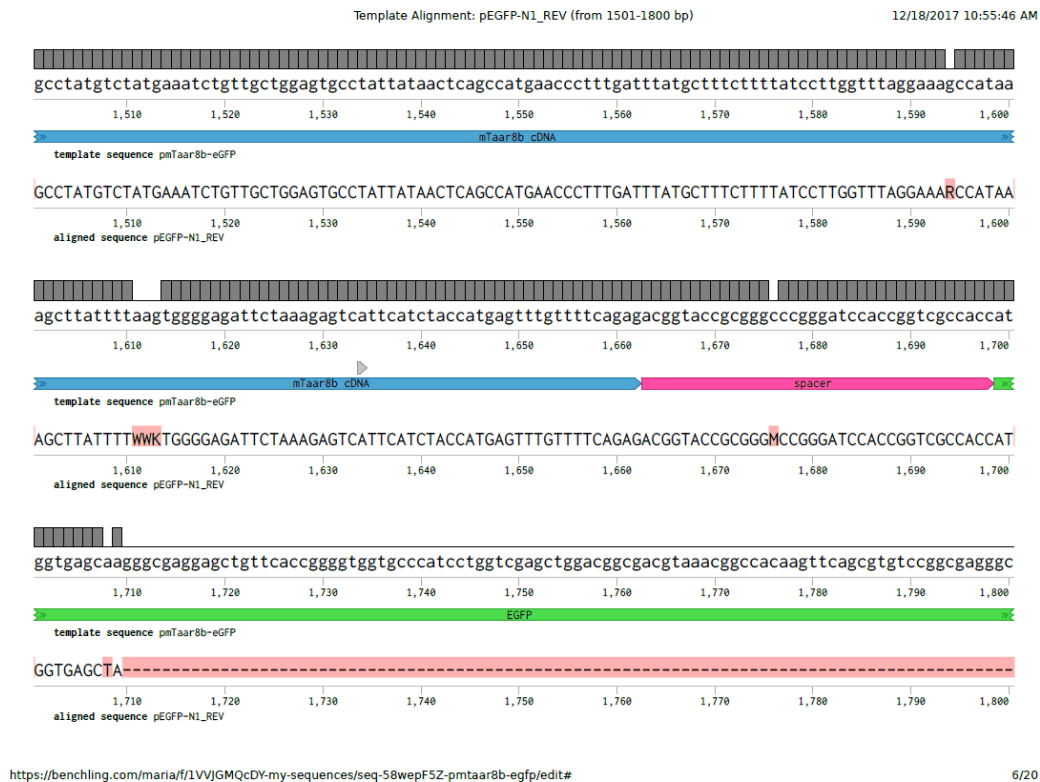 Template Alignment: pEGFP-N1_REV (from 1501-1800 bp) 12/18/2017 10:55:46 AM
gcctatgtctatgaaatctgttgctggagtgcctattataactcagccatgaaccctttgatttatgctttcttttatccttggtttaggaaagccataa
1,510 1,520 1,530 1,540 1,550 1,560 1,570 1,580 1,590 1,600
mTaar8b cDNA
template sequence pmTaar8b-eGFP
GCCTATGTCTATGAAATCTGTTGCTGGAGTGCCTATTATAACTCAGCCATGAACCCTTTGATTTATGCTTTCTTTTATCCTTGGTTTAGGAAARCCATAA
1,510 1,520 1,530 1,540 1,550 1,560 1,570 1,580 1,590 1,600
aligned sequence pEGFP-N1_REV
agcttattttaagtggggagattctaaagagtcattcatctaccatgagtttgttttcagagacggtaccgcgggcccgggatccaccggtcgccaccat
1,610 1,620 1,630 1,640 1,650 1,660 1,670 1,680 1,690 1,700
mTaar8b cDNA spacer
template sequence pmTaar8b-eGFP
AGCTTATTTTWWKTGGGGAGATTCTAAAGAGTCATTCATCTACCATGAGTTTGTTTTCAGAGACGGTACCGCGGGMCCGGGATCCACCGGTCGCCACCAT
1,610 1,620 1,630 1,640 1,650 1,660 1,670 1,680 1,690 1,700
aligned sequence pEGFP-N1_REV
ggtgagcaagggcgaggagctgttcaccggggtggtgcccatcctggtcgagctggacggcgacgtaaacggccacaagttcagcgtgtccggcgagggc
1,710 1,720 1,730 1,740 1,750 1,760 1,770 1,780 1,790 1,800
EGFP
template sequence pmTaar8b-eGFP
GGTGAGCTA-------------------------------------------------------------------------------------------
1,710 1,720 1,730 1,740 1,750 1,760 1,770 1,780 1,790 1,800
aligned sequence pEGFP-N1_REV
https://benchling.com/maria/f/1VVJGMQcDY-my-sequences/seq-58wepF5Z-pmtaar8b-egfp/edit# 6/20